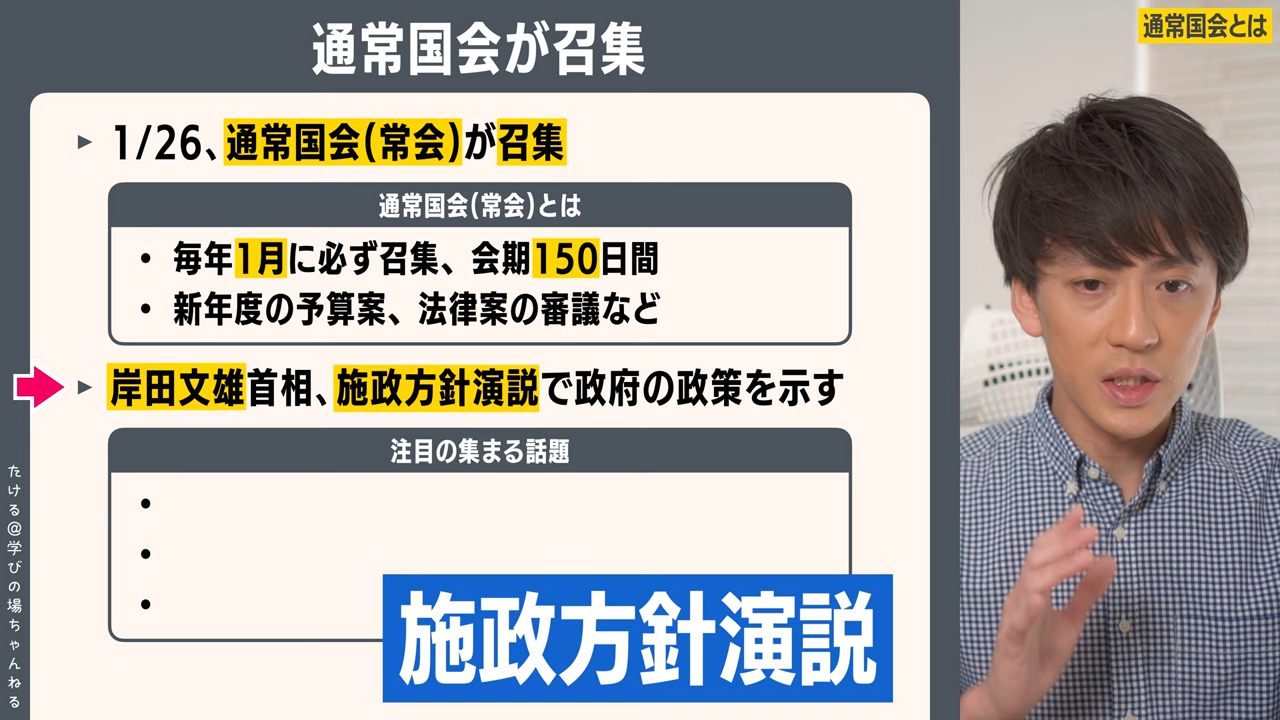 通常国会が召集
通常国会とは
1/26、通常国会(常会)が召集
通常国会(常会)とは
• 毎年1月に必ず召集、会期150日間
• 新年度の予算案、法律案の審議など
岸田文雄首相、施政方針演説で政府の政策を示す
注目の集まる話題
•
•
•
施政方針演説
たける@学びの場ちゃんねる